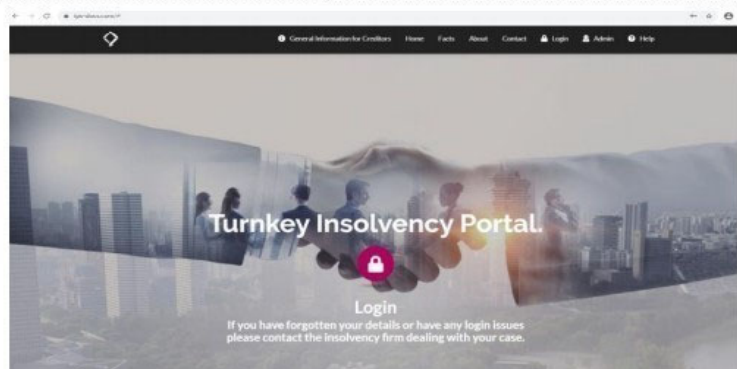 General Information for Creditors Home Facts About Contact Login Admin Help
Turnkey Insolvency Portal.
Login
If you have forgotten your details or have any login issues
please contact the insolvency firm dealing with your case.